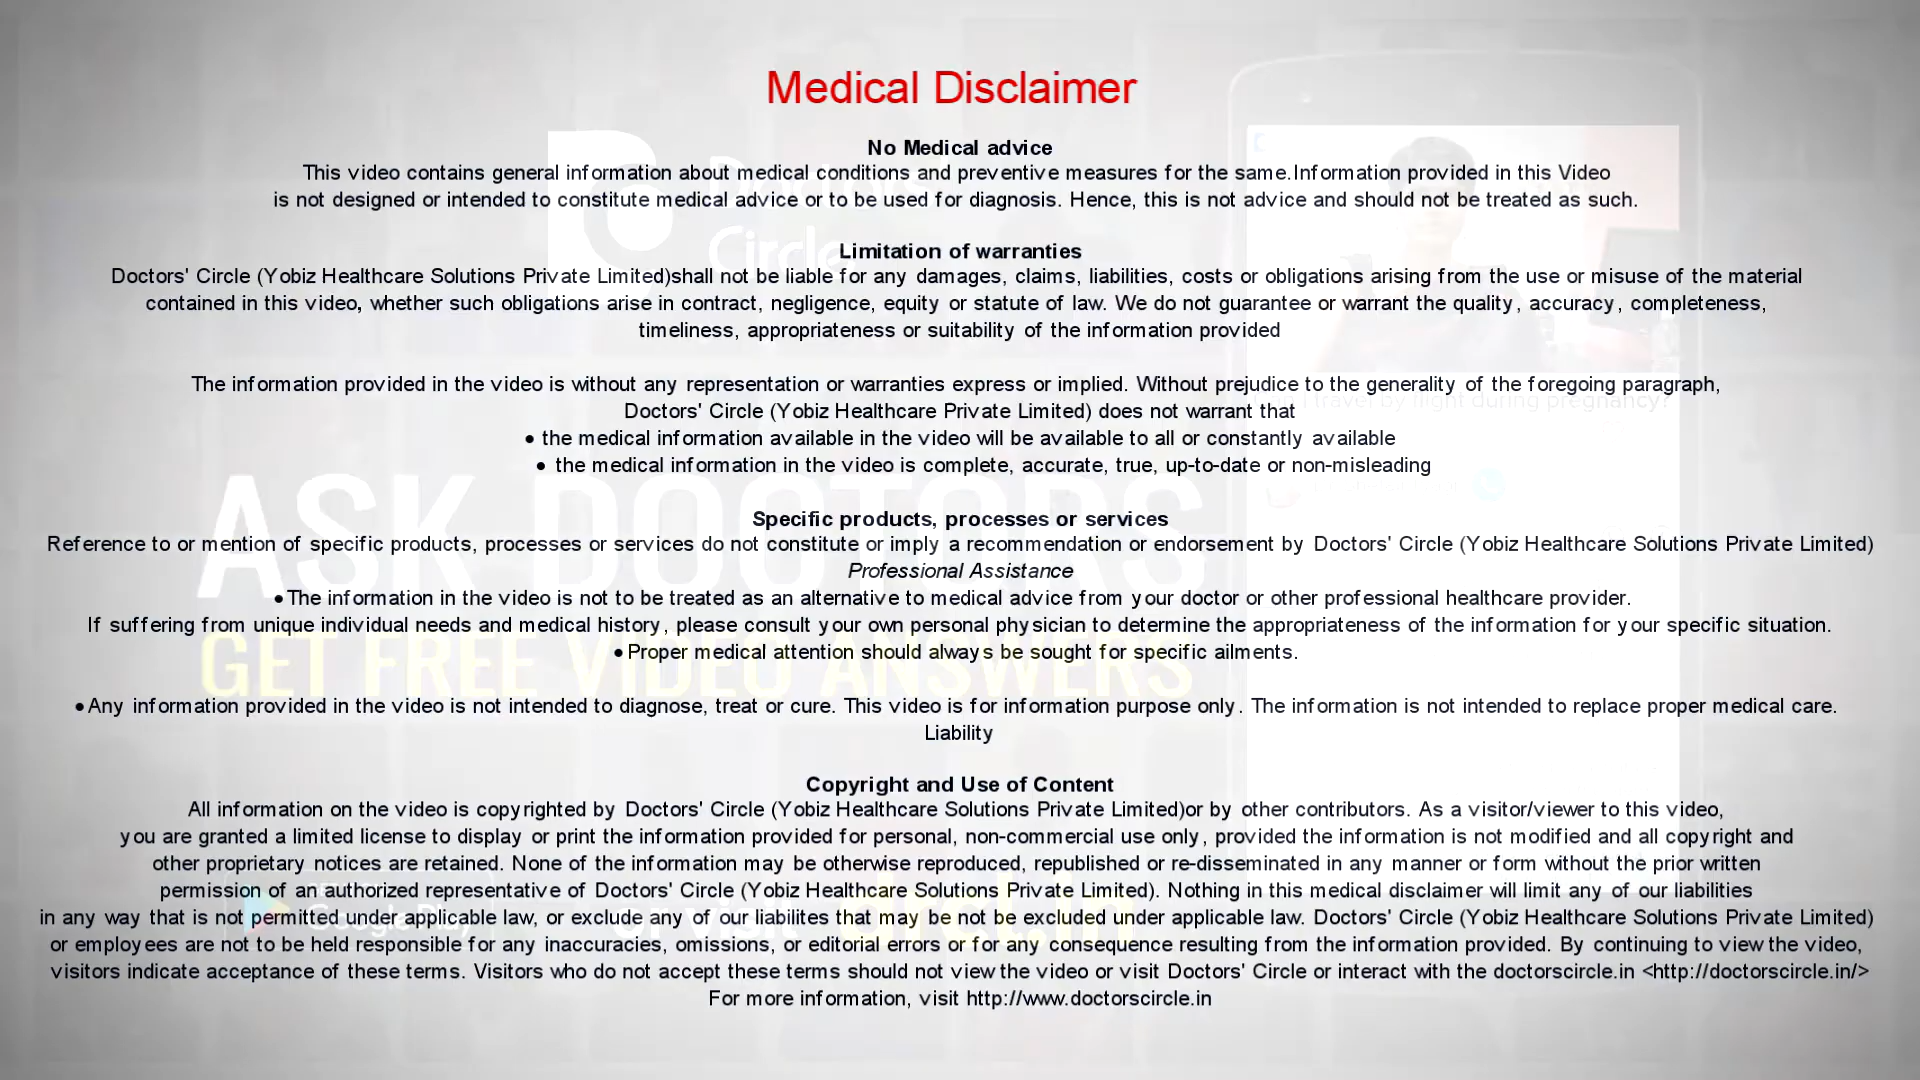 Medical Disclaimer
No Medical advice
This video contains general information about medical conditions and preventive measures for the same.Information provided in this Video
is not designed or intended to constitute medical advice or to be used for diagnosis. Hence, this is not advice and should not be treated as such.
Doctors'
Circle
Limitation of warranties
Doctors' Circle (Yobiz Healthcare Solutions Private Limited)shall not be liable for any damages, claims, liabilities, costs or obligations arising from the use or misuse of the material
contained in this video, whether such obligations arise in contract, negligence, equity or statute of law. We do not guarantee or warrant the quality, accuracy, completeness,
timeliness, appropriateness or suitability of the information provided
The information provided in the video is without any representation or warranties express or implied. Without prejudice to the generality of the foregoing paragraph,
Can I travel by flight during pregnancy?
Doctors' Circle (Yobiz Healthcare Private Limited) does not warrant that
• the medical information available in the video will be available to all or constantly available
• the medical information in the video is complete, accurate, true, up-to-date or non-misleading
ASK DOCTORS
Specific products, processes or services
Reference to or mention of specific products, processes or services do not constitute or imply a recommendation or endorsement by Doctors' Circle (Yobiz Healthcare Solutions Private Limited)
Professional Assistance
•The information in the video is not to be treated as an alternative to medical advice from your doctor or other professional healthcare provider.
If suffering from unique individual needs and medical history, please consult your own personal physician to determine the appropriateness of the information for your specific situation.
•Proper medical attention should always be sought for specific ailments.
GET FREE VIDEO ANSWERS
•Any information provided in the video is not intended to diagnose, treat or cure. This video is for information purpose only. The information is not intended to replace proper medical care.
Liability
Copyright and Use of Content
All information on the video is copyrighted by Doctors' Circle (Yobiz Healthcare Solutions Private Limited)or by other contributors. As a visitor/viewer to this video,
you are granted a limited license to display or print the information provided for personal, non-commercial use only, provided the information is not modified and all copyright and
other proprietary notices are retained. None of the information may be otherwise reproduced, republished or re-disseminated in any manner or form without the prior written
permission of an authorized representative of Doctors' Circle (Yobiz Healthcare Solutions Private Limited). Nothing in this medical disclaimer will limit any of our liabilities
in any way that is not permitted under applicable law, or exclude any of our liabilites that may be not be excluded under applicable law. Doctors' Circle (Yobiz Healthcare Solutions Private Limited)
Google Play
or visit drcl.in
or employees are not to be held responsible for any inaccuracies, omissions, or editorial errors or for any consequence resulting from the information provided. By continuing to view the video,
visitors indicate acceptance of these terms. Visitors who do not accept these terms should not view the video or visit Doctors' Circle or interact with the doctorscircle.in <http://doctorscircle.in/>
For more information, visit http://www.doctorscircle.in